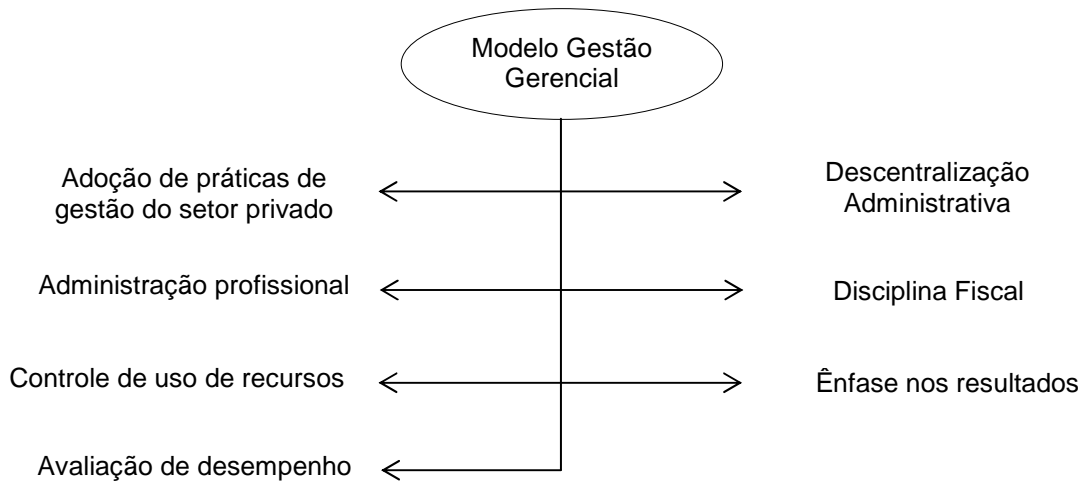 Modelo Gestão
Gerencial
Adoção de práticas de
gestão do setor privado
Descentralização
Administrativa
Administração profissional
Disciplina Fiscal
Controle de uso de recursos
Ênfase nos resultados
Avaliação de desempenho